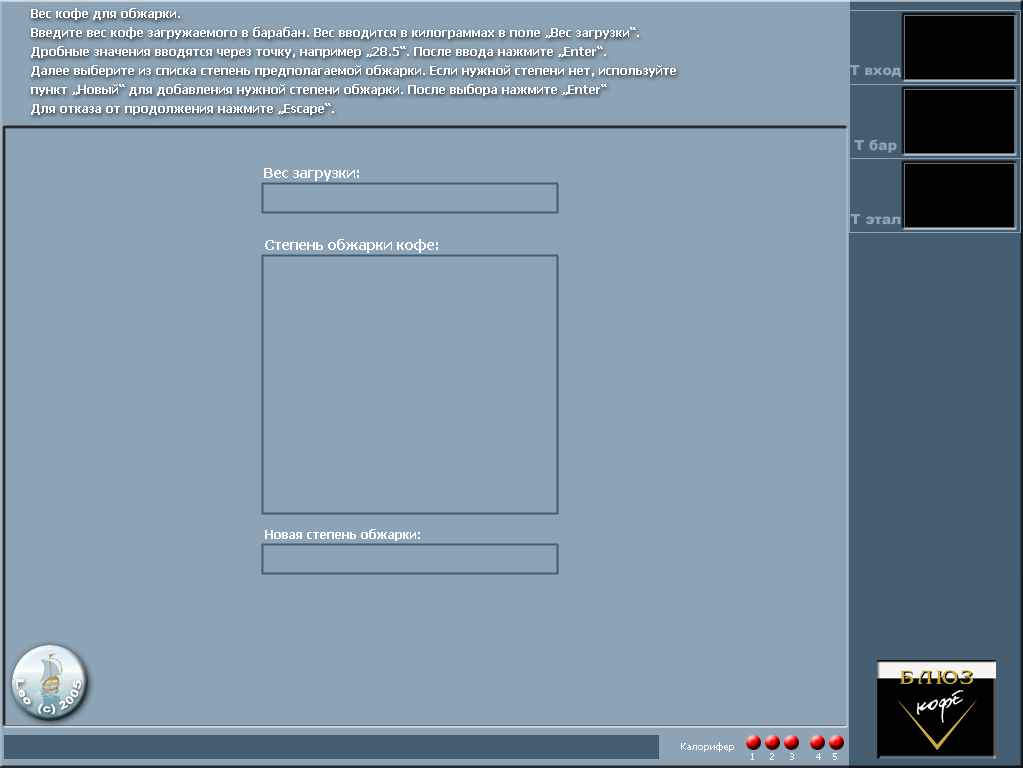 Вес кофе для обжарки.
Введите вес кофе загружаемого в барабан. Вес вводится в килограммах в поле „Вес загрузки“.
Дробные значения вводятся через точку, например „28.5“. После ввода нажмите „Enter“.
Далее выберите из списка степень предполагаемой обжарки. Если нужной степени нет, используйте
пункт „Новый“ для добавления нужной степени обжарки. После выбора нажмите „Enter“
Для отказа от продолжения нажмите „Escape“.
Т вход
Т бар
Т этал
Вес загрузки:
Степень обжарки кофе:
Новая степень обжарки:
Leo (c) 2005
БЛЮЗ
кофе
Калорифер
1 2 3 4 5